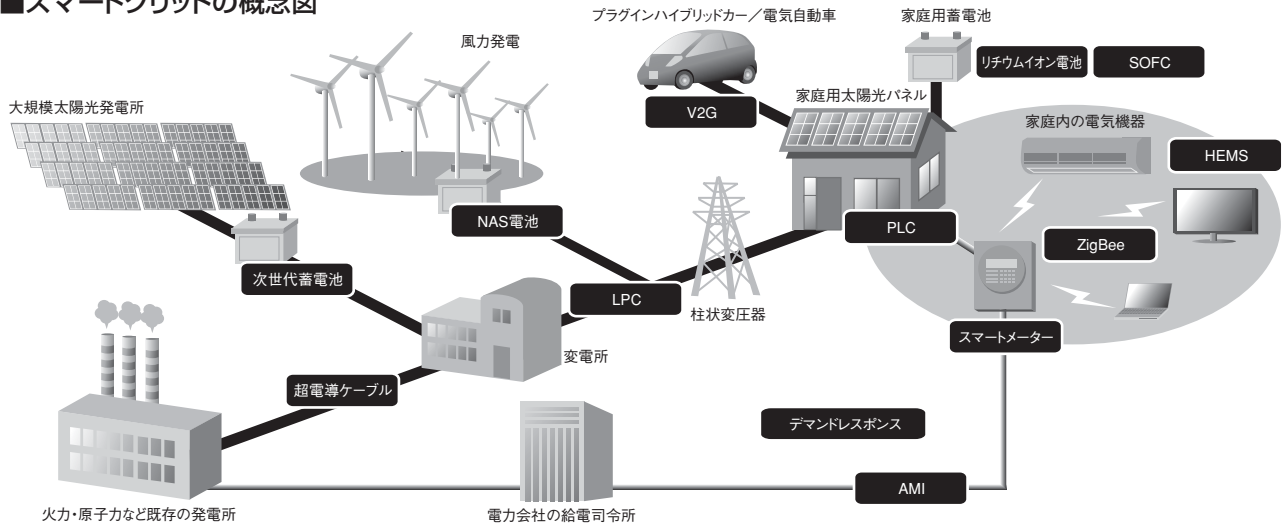 ■スマートグリッドの概念図
プラグインハイブリッドカー／電気自動車
家庭用蓄電池
風力発電
リチウムイオン電池
SOFC
大規模太陽光発電所
V2G
家庭用太陽光パネル
家庭内の電気機器
HEMS
NAS電池
PLC
ZigBee
次世代蓄電池
LPC
柱状変圧器
スマートメーター
変電所
超電導ケーブル
デマンドレスポンス
AMI
火力・原子力など既存の発電所
電力会社の給電司令所